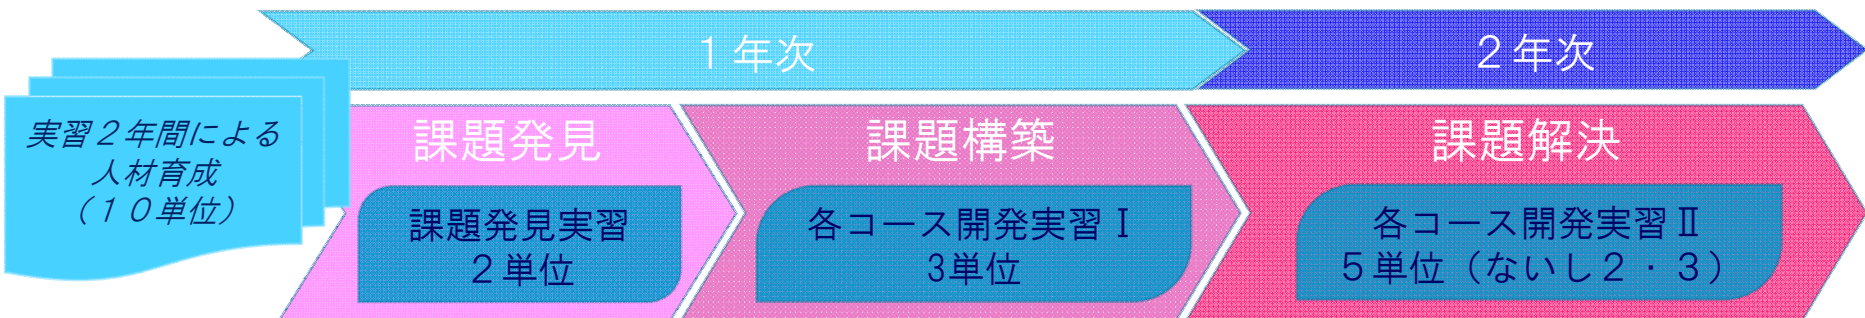 １年次
２年次
実習２年間による
人材育成
（１０単位）
課題発見
課題発見実習
２単位
課題構築
各コース開発実習Ⅰ
3単位
課題解決
各コース開発実習Ⅱ
５単位（ないし２・３）